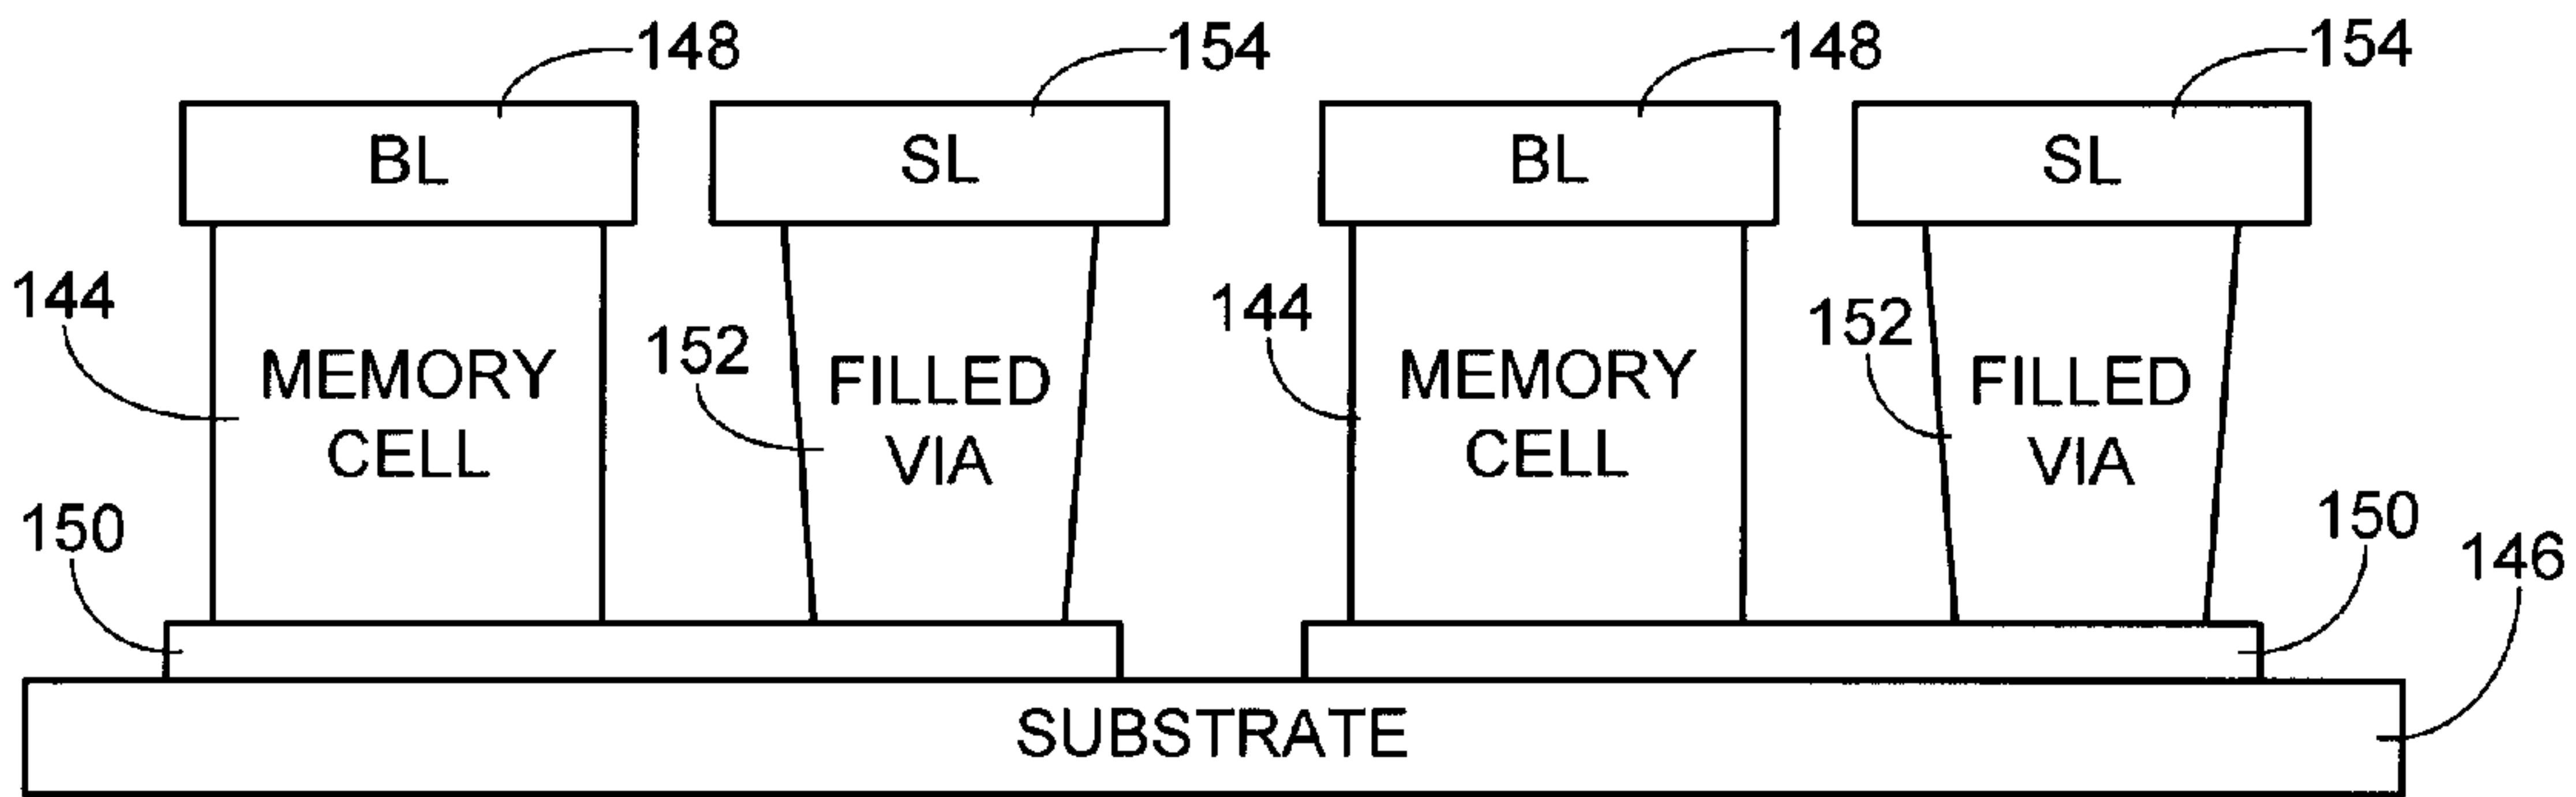 148
154
148
154
BL
SL
BL
SL
144
152
144
152
MEMORY
CELL
FILLED
VIA
MEMORY
CELL
FILLED
VIA
150
150
146
SUBSTRATE